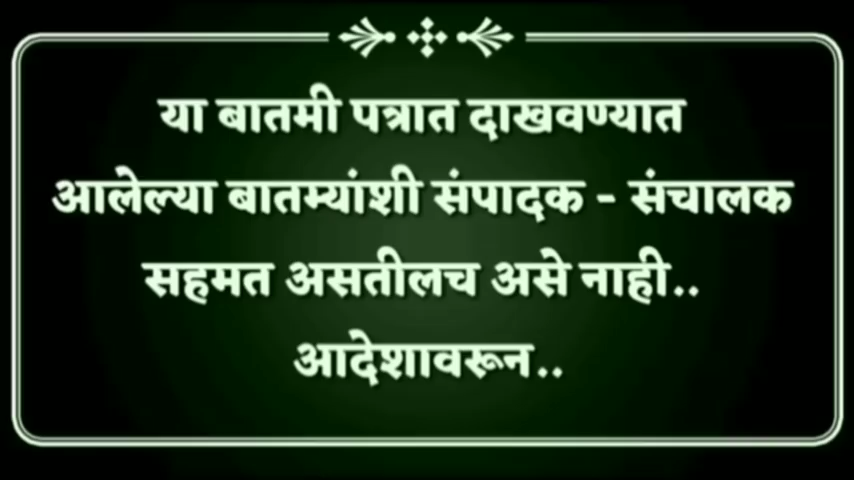 या बातमी पत्रात दाखवण्यात
आलेल्या बातम्यांशी संपादक - संचालक
सहमत असतीलच असे नाही..
आदेशावरून..